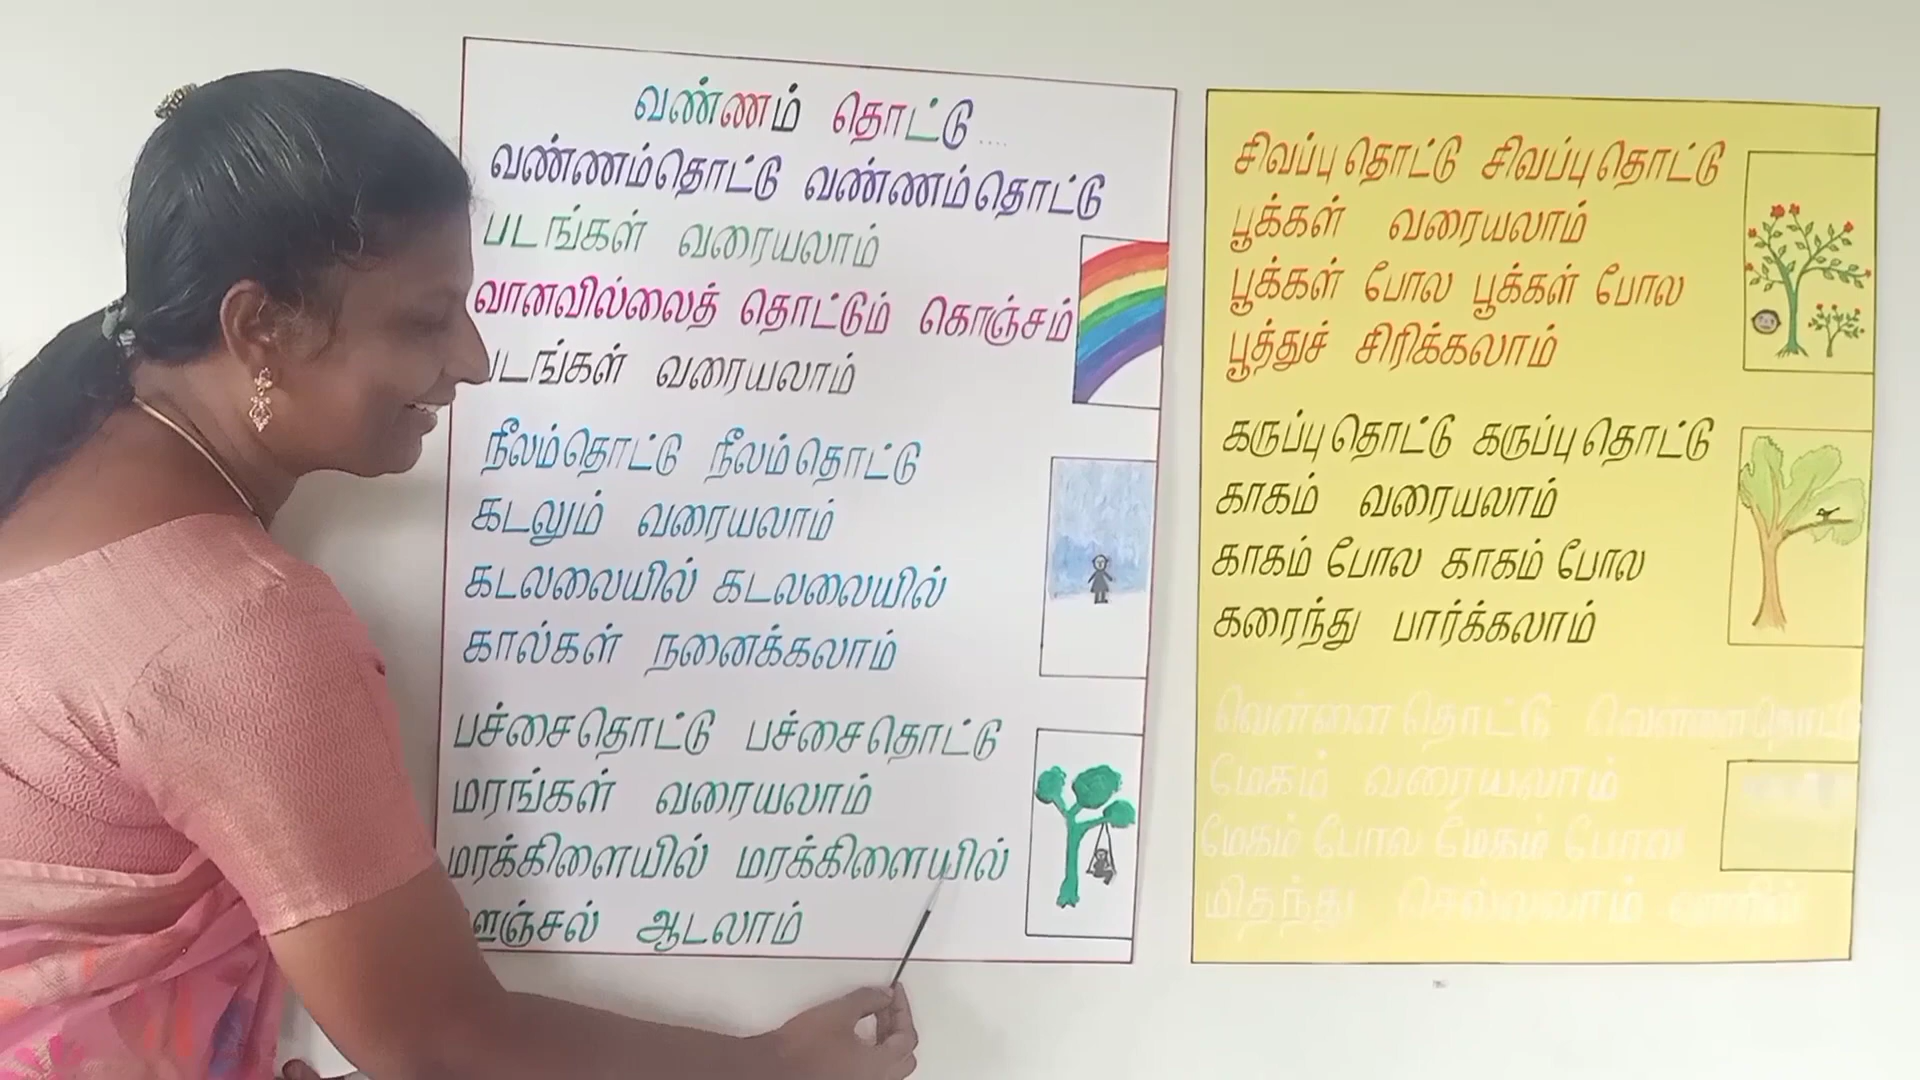 வண்ணம் தொட்டு....
வண்ணம்தொட்டு வண்ணம்தொட்டு
படங்கள் வரையலாம்
வானவில்லைத் தொட்டும் கொஞ்சம்
படங்கள் வரையலாம்
நீலம்தொட்டு நீலம்தொட்டு
கடலும் வரையலாம்
கடலலையில் கடலலையில்
கால்கள் நனைக்கலாம்
பச்சைதொட்டு பச்சைதொட்டு
மரங்கள் வரையலாம்
மரக்கிளையில் மரக்கிளையில்
ஊஞ்சல் ஆடலாம்
சிவப்புதொட்டு சிவப்புதொட்டு
பூக்கள் வரையலாம்
பூக்கள் போல பூக்கள் போல
பூத்துச் சிரிக்கலாம்
கருப்புதொட்டு கருப்புதொட்டு
காகம் வரையலாம்
காகம் போல காகம் போல
கரைந்து பார்க்கலாம்
வெள்ளை தொட்டு வெள்ளைதொட்டு
மேகம் வரையலாம்
மேகம் போல மேகம் போல
மிதந்து செல்லலாம்